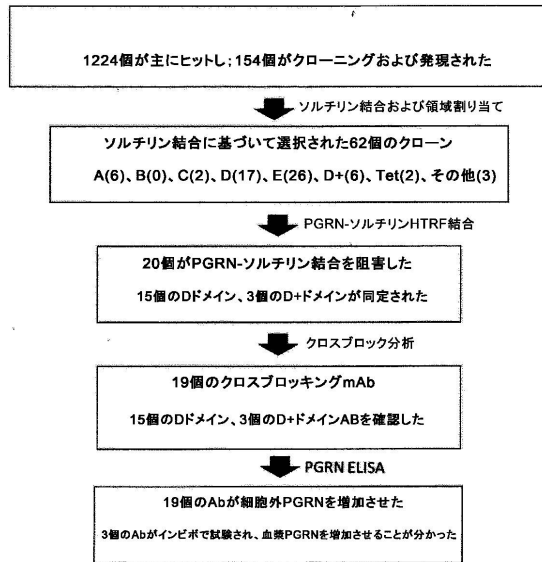 1224個が主にヒットし;154個がクローニングおよび発現された
ソルチリン結合および領域割り当て
ソルチリン結合に基づいて選択された62個のクローン
A(6)、B(0)、C(2)、D(17)、E(26)、D+(6)、Tet(2)、その他(3)
PGRN-ソルチリンHTRF結合
20個がPGRN-ソルチリン結合を阻害した
15個のDドメイン、3個のD+ドメインが同定された
クロスブロック分析
19個のクロスブロッキングmAb
15個のDドメイン、3個のD+ドメインABを確認した
PGRN ELISA
19個のAbが細胞外PGRNを増加させた
3個のAbがインビボで試験され、血漿PGRNを増加させることが分かった